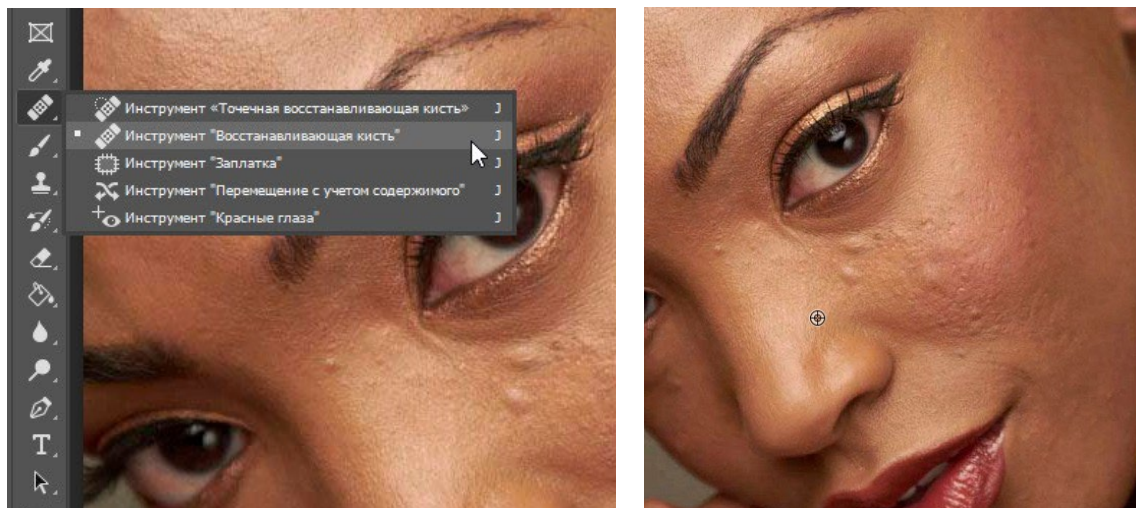 Инструмент «Точечная восстанавливающая кисть» J
Инструмент "Восстанавливающая кисть" J
Инструмент "Заплатка" J
Инструмент "Перемещение с учетом содержимого" J
Инструмент "Красные глаза" J
T